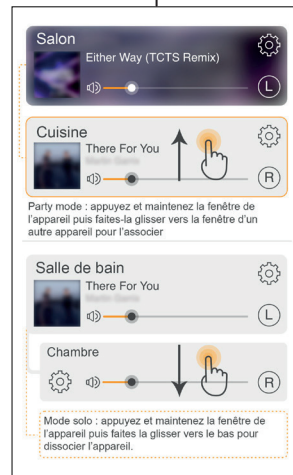 Salon
Either Way (TCTS Remix)
L
Cuisine
There For You
R
Party mode : appuyez et maintenez la fenêtre de
l'appareil puis faites-la glisser vers la fenêtre d'un
autre appareil pour l'associer
Salle de bain
There For You
L
Chambre
R
Mode solo : appuyez et maintenez la fenêtre de
l'appareil puis faites la glisser vers le bas pour
dissocier l'appareil.